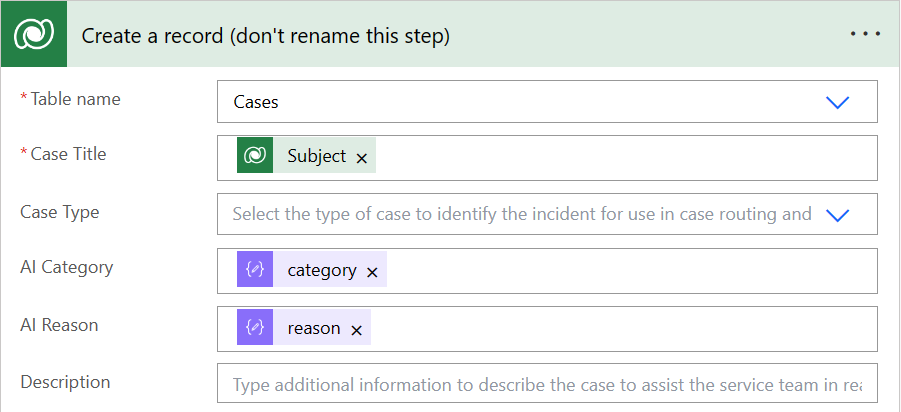 Create a record (don't rename this step)
* Table name
Cases
* Case Title
Subject ×
Case Type
Select the type of case to identify the incident for use in case routing and
AI Category
category ×
AI Reason
reason ×
Description
Type additional information to describe the case to assist the service team in rea